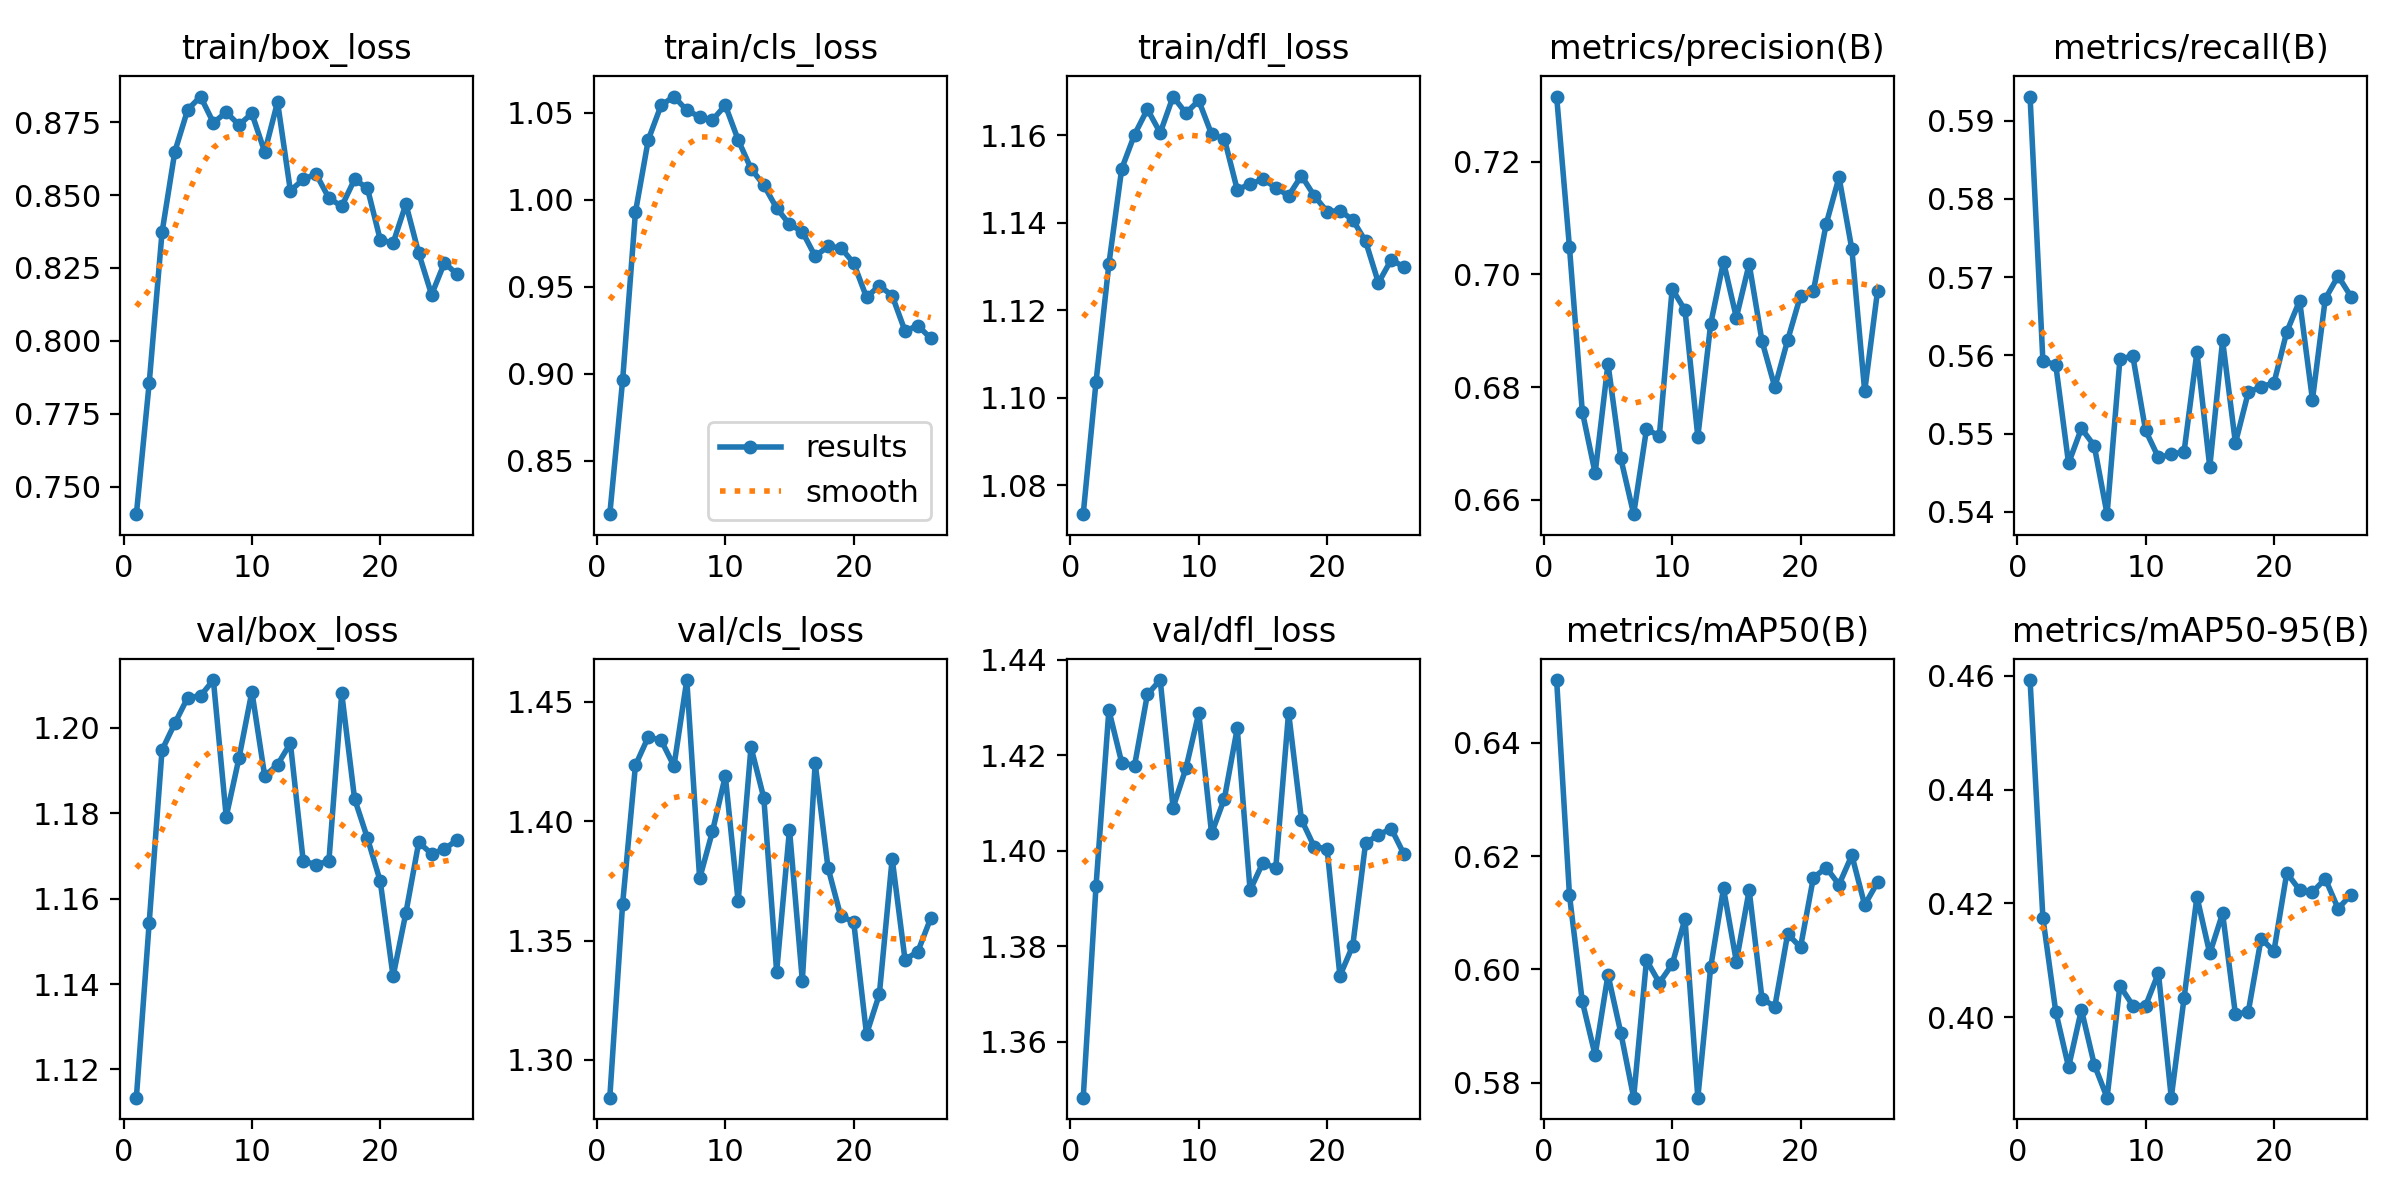 train/box_loss
0.875
0.850
0.825
0.800
0.775
0.750
0 10 20
train/cls_loss
1.05
1.00
0.95
0.90
0.85
results
smooth
0 10 20
train/dfl_loss
1.16
1.14
1.12
1.10
1.08
0 10 20
metrics/precision(B)
0.72
0.70
0.68
0.66
0 10 20
metrics/recall(B)
0.59
0.58
0.57
0.56
0.55
0.54
0 10 20
val/box_loss
1.20
1.18
1.16
1.14
1.12
0 10 20
val/cls_loss
1.45
1.40
1.35
1.30
0 10 20
val/dfl_loss
1.44
1.42
1.40
1.38
1.36
0 10 20
metrics/mAP50(B)
0.64
0.62
0.60
0.58
0 10 20
metrics/mAP50-95(B)
0.46
0.44
0.42
0.40
0 10 20